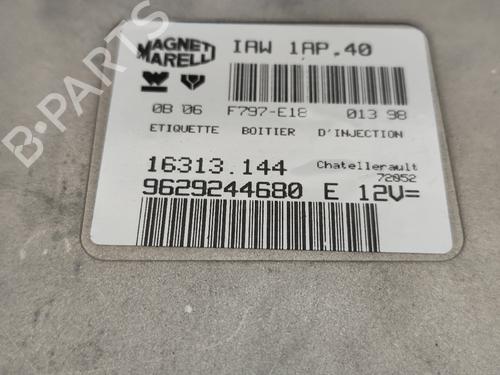 MAGNETI
MARELLI
IAW 1AP.40
0B 06 F797-E18 013 98
ETIQUETTE BOITIER D'INJECTION
16313.144 Chatellerault
72052
9629244680 E 12V=
B-PARTS